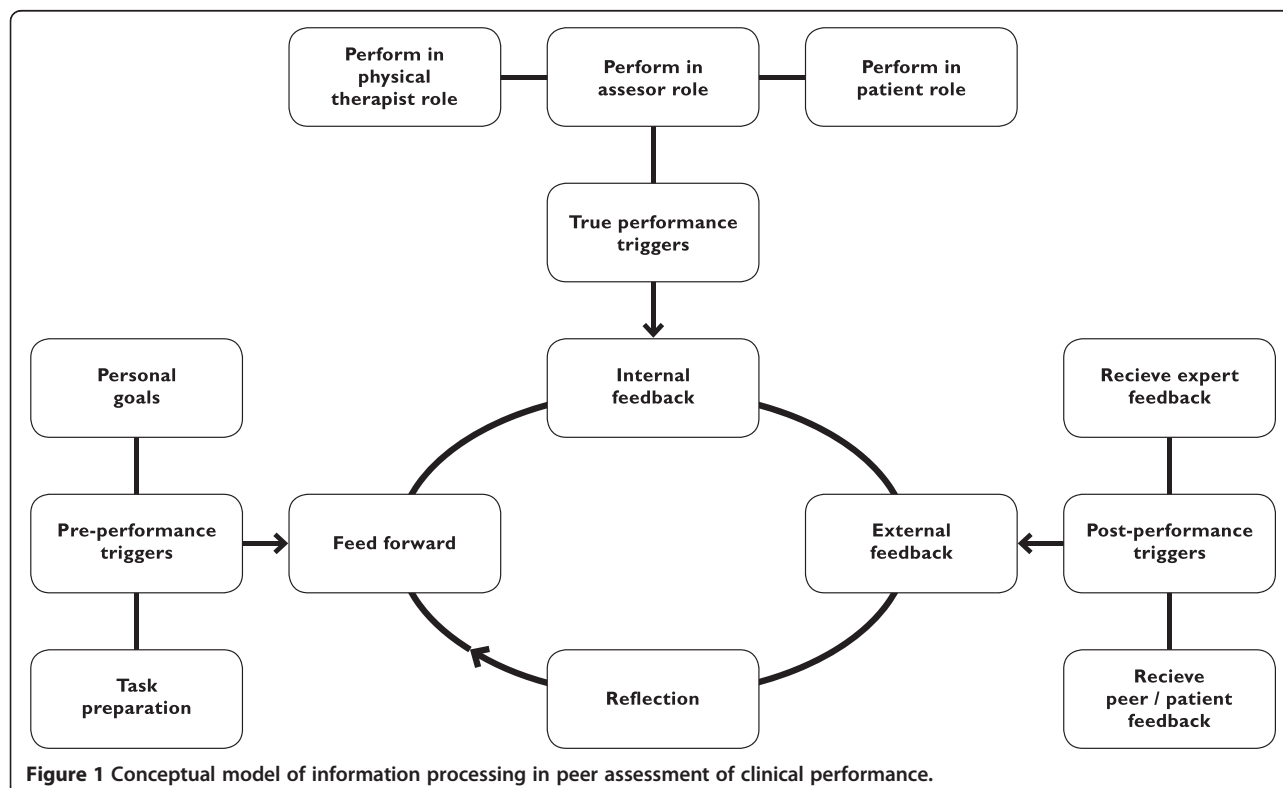 Perform in
physical
therapist role
Perform in
assesor role
Perform in
patient role
True performance
triggers
Personal
goals
Internal
feedback
Recieve expert
feedback
Pre-performance
triggers
Feed forward
External
feedback
Post-performance
triggers
Task
preparation
Reflection
Recieve
peer / patient
feedback
Figure 1 Conceptual model of information processing in peer assessment of clinical performance.